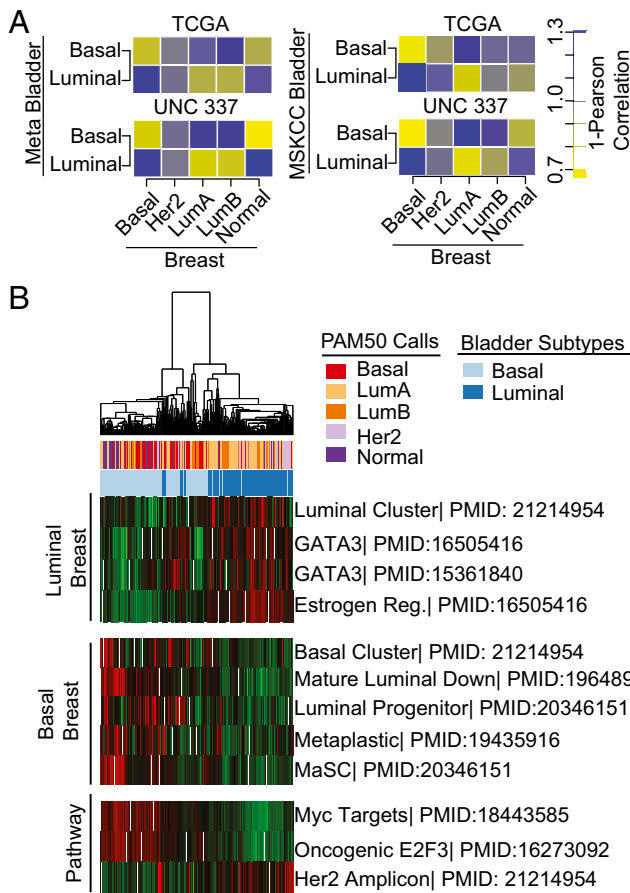 A
TCGA
Meta Bladder
Basal
Luminal
UNC 337
Basal
Luminal
Basal
Her2
LumA
LumB
Normal
Breast
TCGA
MSKCC Bladder
Basal
Luminal
UNC 337
Basal
Luminal
Basal
Her2
LumA
LumB
Normal
Breast
1.3
1.0
0.7
1-Pearson
Correlation
B
PAM50 Calls
Basal
LumA
LumB
Her2
Normal
Bladder Subtypes
Basal
Luminal
Luminal
Breast
Luminal Cluster| PMID: 21214954
GATA3| PMID:16505416
GATA3| PMID:15361840
Estrogen Reg.| PMID:16505416
Basal
Breast
Basal Cluster| PMID: 21214954
Mature Luminal Down| PMID:196489
Luminal Progenitor| PMID:20346151
Metaplastic| PMID:19435916
MaSC| PMID:20346151
Pathway
Myc Targets| PMID:18443585
Oncogenic E2F3| PMID:16273092
Her2 Amplicon| PMID: 21214954